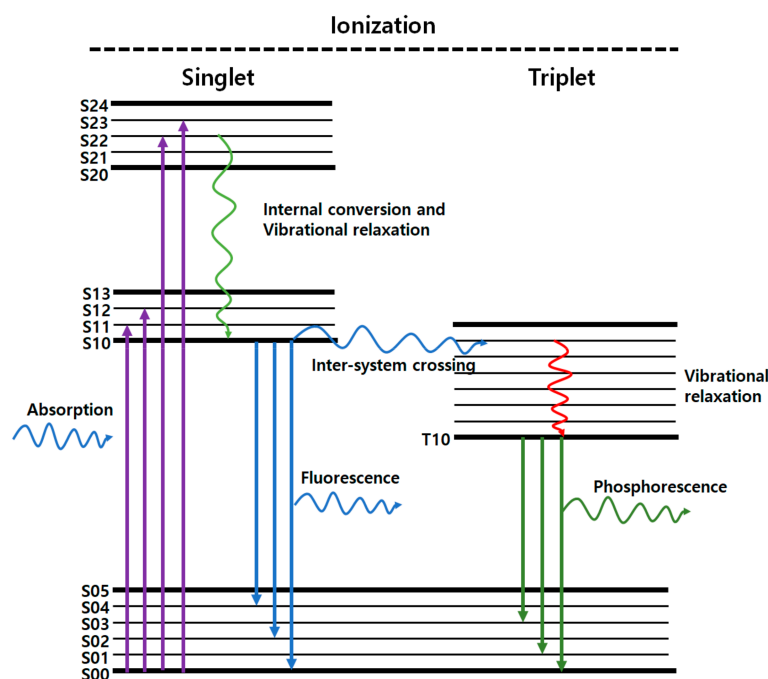 Ionization
Singlet
Triplet
S24
S23
S22
S21
S20
Internal conversion and
Vibrational relaxation
S13
S12
S11
S10
Inter-system crossing
Vibrational
relaxation
Absorption
T10
Fluorescence
Phosphorescence
S05
S04
S03
S02
S01
S00